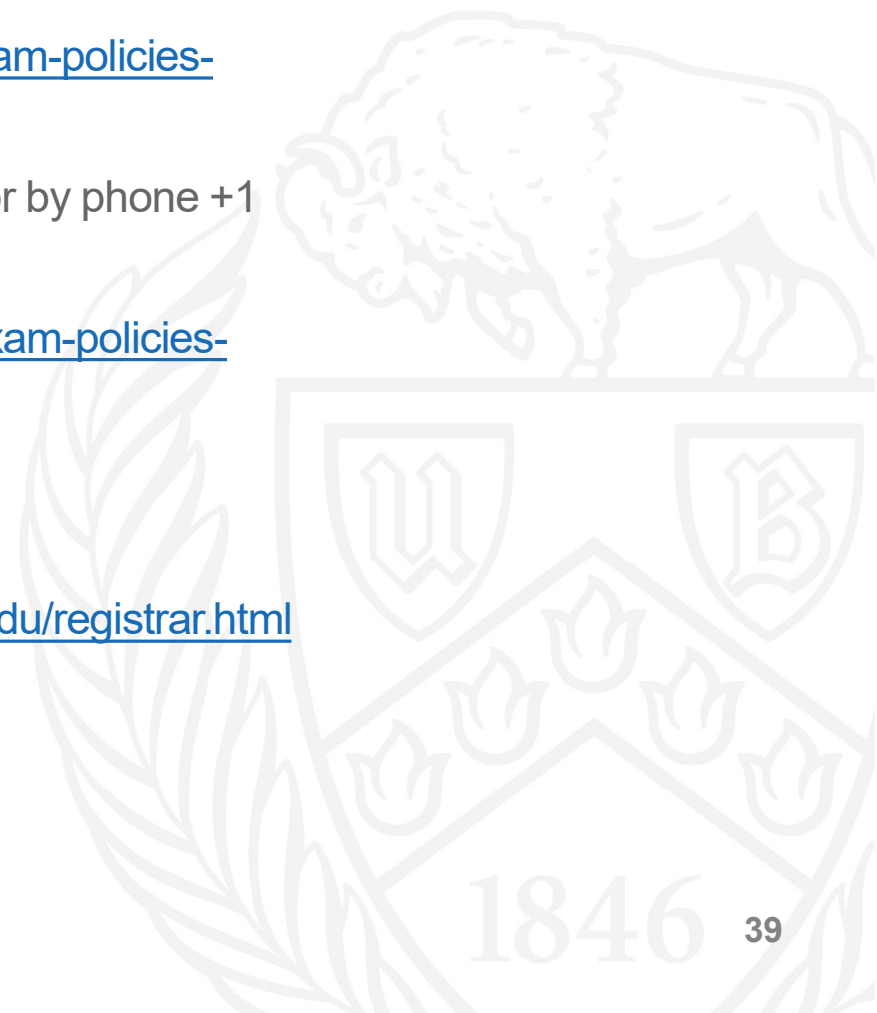 am-policies-
r by phone +1
xam-policies-
du/registrar.html
U B
1846
39